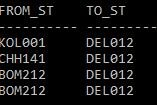 FROM_ST TO_ST
---------- ----------
KOL001 DEL012
CHH141 DEL012
BOM212 DEL012
BOM212 DEL012